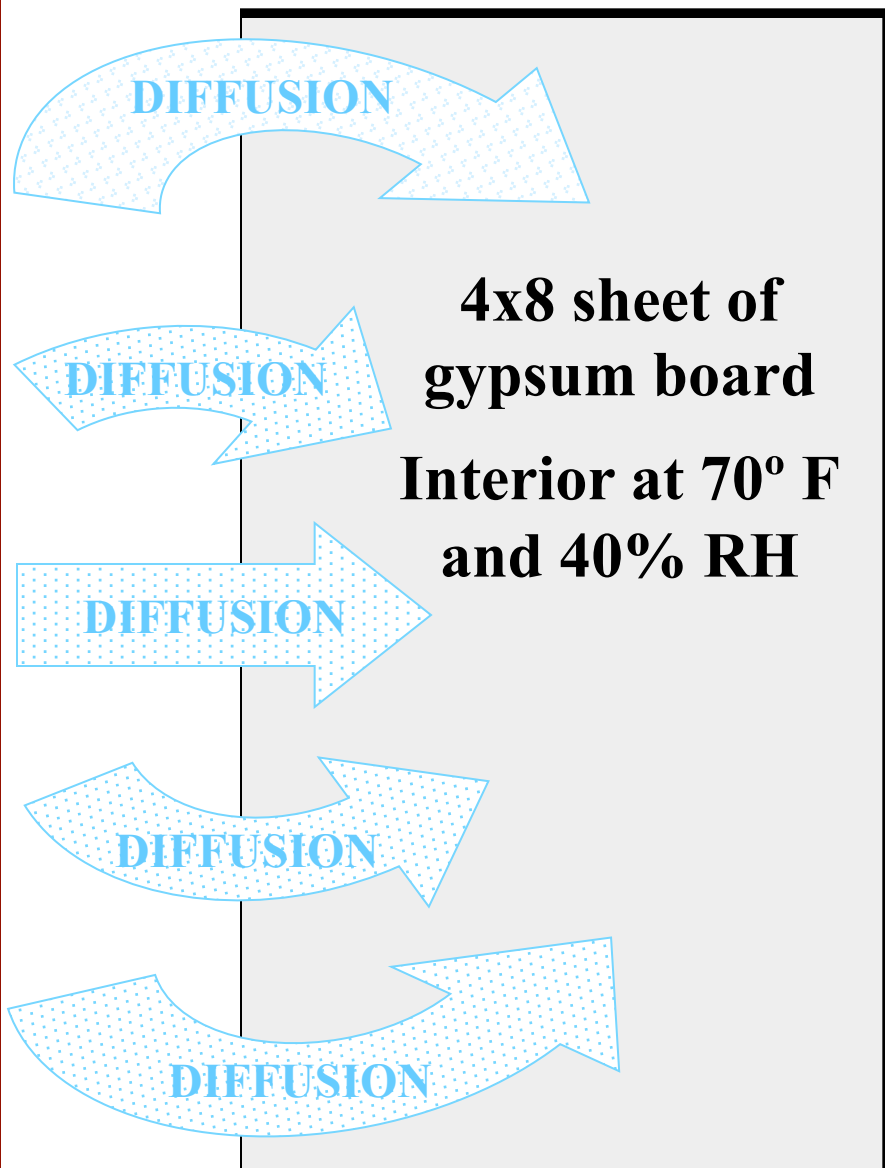 DIFFUSION
4x8 sheet of
gypsum board
DIFFUSION
Interior at 70º F
and 40% RH
DIFFUSION
DIFFUSION
DIFFUSION